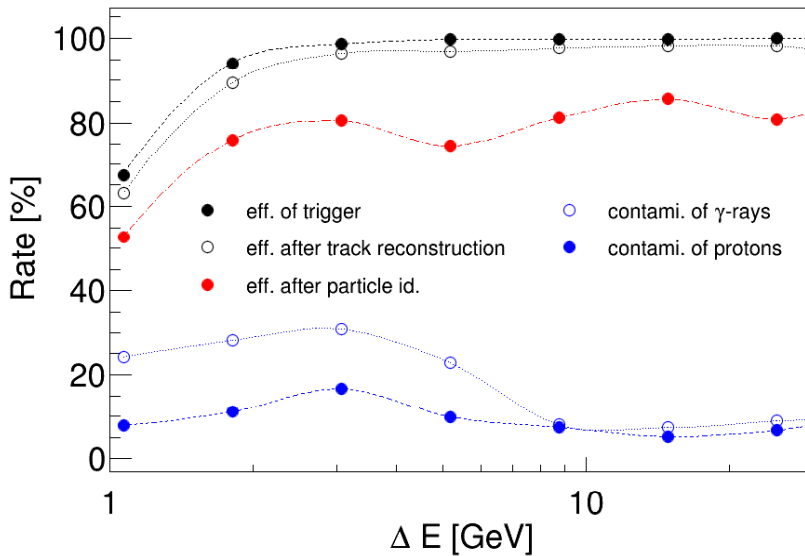 100
80
60
40
20
0
Rate [%]
eff. of trigger
eff. after track reconstruction
eff. after particle id.
contami. of γ-rays
contami. of protons
1
10
Δ E [GeV]